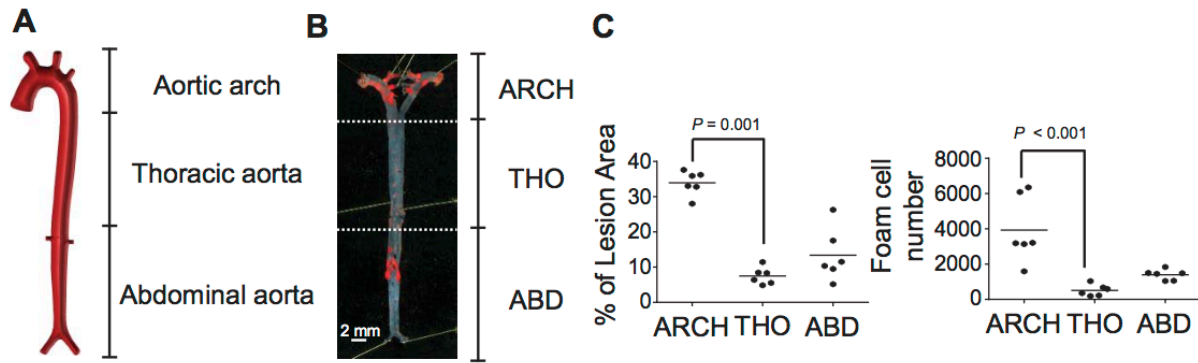 A
Aortic arch
Thoracic aorta
Abdominal aorta
B
2 mm
ARCH
THO
ABD
C
% of Lesion Area
P = 0.001
40
30
20
10
0
ARCH THO ABD
Foam cell
number
P < 0.001
8000
6000
4000
2000
0
ARCH THO ABD